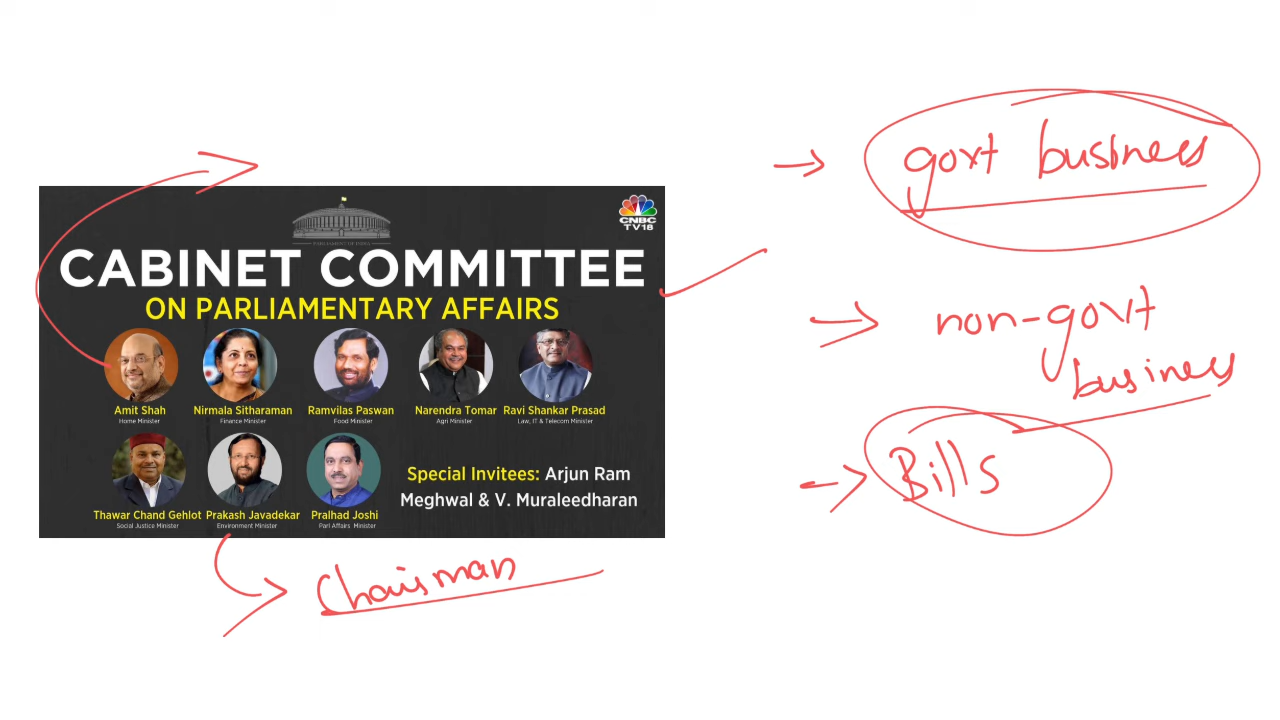 govt business
CNBC
TV18
PARLIAMENT OF INDIA
CABINET COMMITTEE
ON PARLIAMENTARY AFFAIRS
non-govt
business
Amit Shah
Home Minister
Nirmala Sitharaman
Finance Minister
Ramvilas Paswan
Food Minister
Narendra Tomar
Agri Minister
Ravi Shankar Prasad
Law, IT & Telecom Minister
Bills
Thawar Chand Gehlot
Social Justice Minister
Prakash Javadekar
Environment Minister
Pralhad Joshi
Parl Affairs Minister
Special Invitees: Arjun Ram
Meghwal & V. Muraleedharan
Chairman